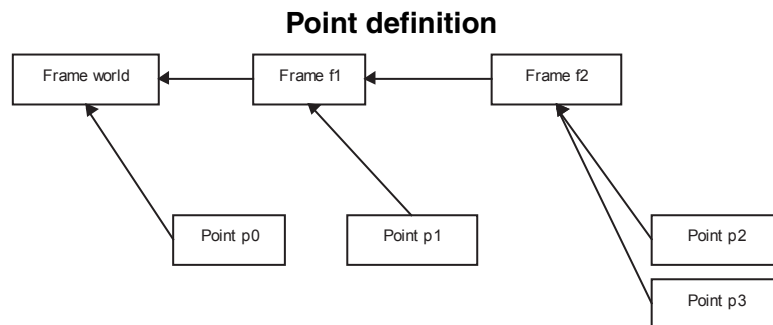 Point definition
Frame world
Frame f1
Frame f2
Point p0
Point p1
Point p2
Point p3